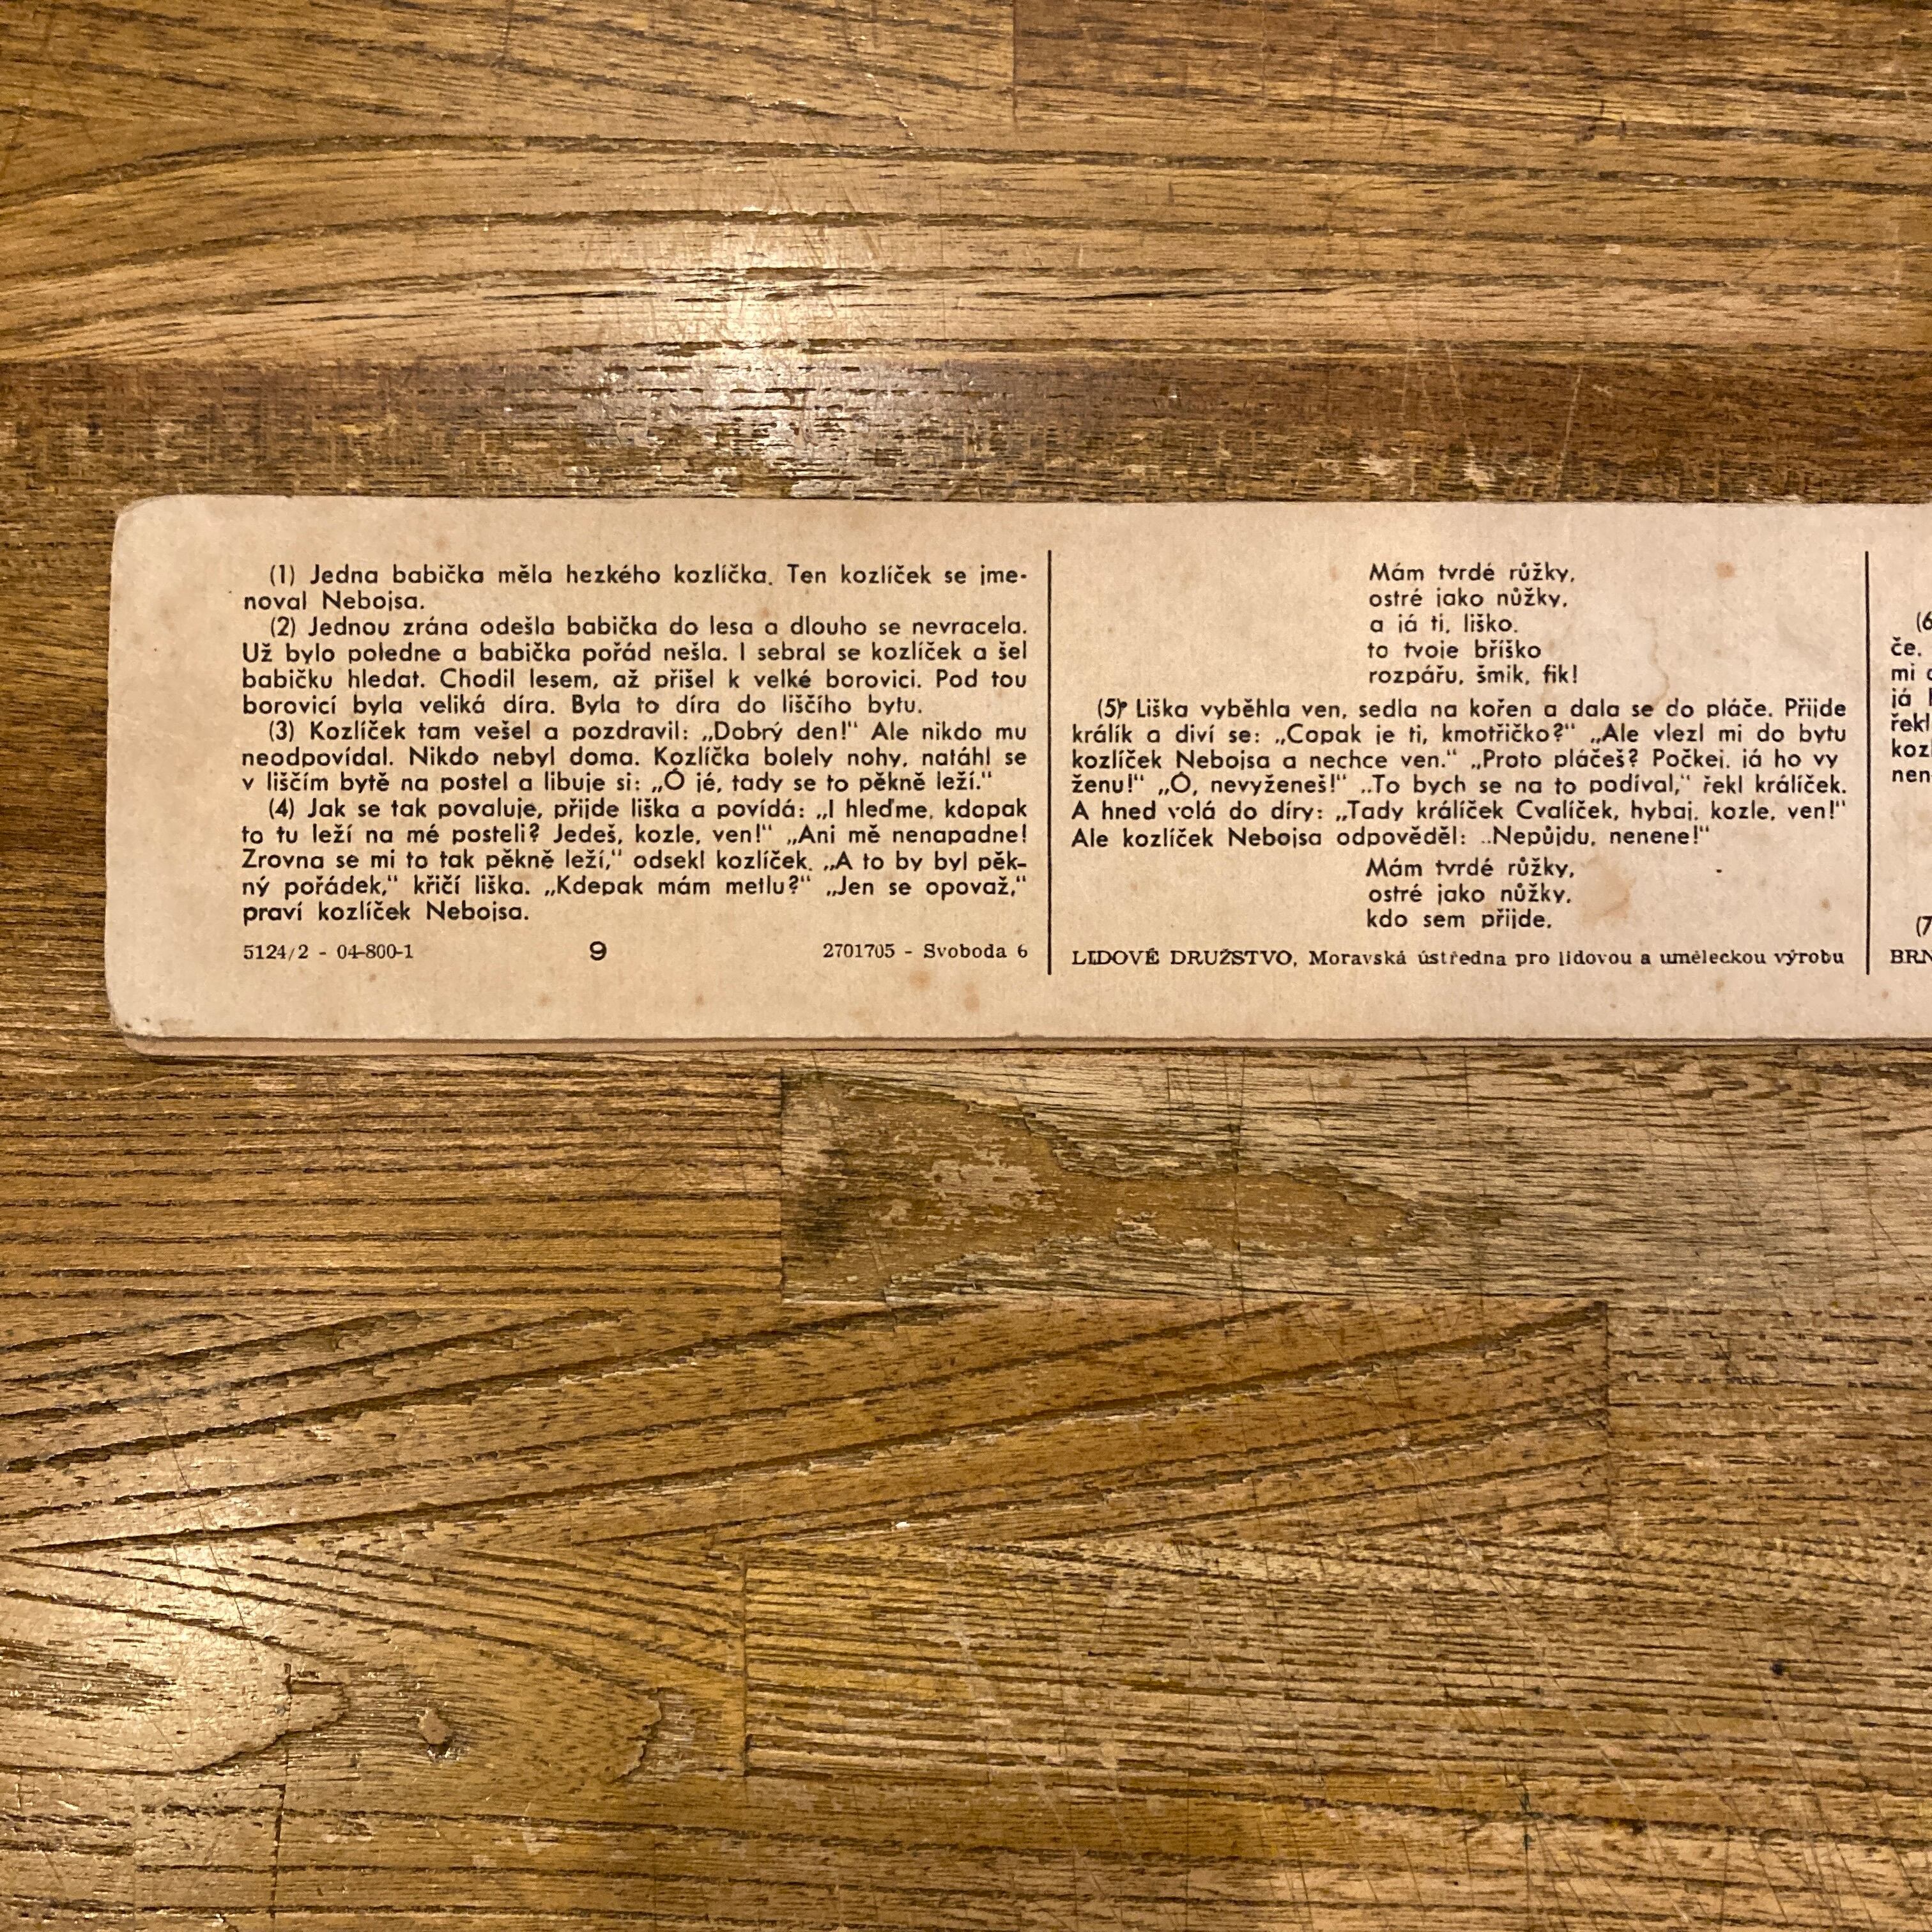 (1) Jedna babička měla hezkého kozlíčka. Ten kozlíček se jme-
noval Nebojsa.
(2) Jednou zrána odešla babička do lesa a dlouho se nevracela.
Už bylo poledne a babička pořád nešla. I sebral se kozlíček a šel
babičku hledat. Chodil lesem, až přišel k velké borovici. Pod tou
borovicí byla veliká díra. Byla to díra do liščího bytu.
(3) Kozlíček tam vešel a pozdravil: „Dobrý den!“ Ale nikdo mu
neodpovídal. Nikdo nebyl doma. Kozlíčka bolely nohy, natáhl se
v liščím bytě na postel a libuje si: „Ó jé, tady se to pěkně leží.“
(4) Jak se tak povaluje, přijde liška a povídá: „I hleďme, kdopak
to tu leží na mé posteli? Jedeš, kozle, ven!“ „Ani mě nenapadne!
Zrovna se mi to tak pěkně leží,“ odsekl kozlíček. „A to by byl pěk-
ný pořádek,“ křičí liška. „Kdepak mám metlu?“ „Jen se opovaž,“
praví kozlíček Nebojsa.
5124/2 - 04-800-1 9 2701705 - Svoboda 6
Mám tvrdé růžky,
ostré jako nůžky,
a já ti, liško,
to tvoje bříško
rozpářu, šmik, fik!
(5) Liška vyběhla ven, sedla na kořen a dala se do pláče. Přijde
králík a diví se: „Copak je ti, kmotřičko?“ „Ale vlezl mi do bytu
kozlíček Nebojsa a nechce ven.“ „Proto pláčeš? Počkej, já ho vy
ženu!“ „Ó, nevyženeš!“ „To bych se na to podíval,“ řekl králíček.
A hned volá do díry: „Tady králíček Cvalíček, hybaj, kozle, ven!“
Ale kozlíček Nebojsa odpověděl: „Nepůjdu, nenene!“
Mám tvrdé růžky,
ostré jako nůžky,
kdo sem přijde,
LIDOVÉ DRUŽSTVO, Moravská ústředna pro lidovou a uměleckou výrobu
(6
če.
mi
já
řekl
koz
nen
(7
BRN